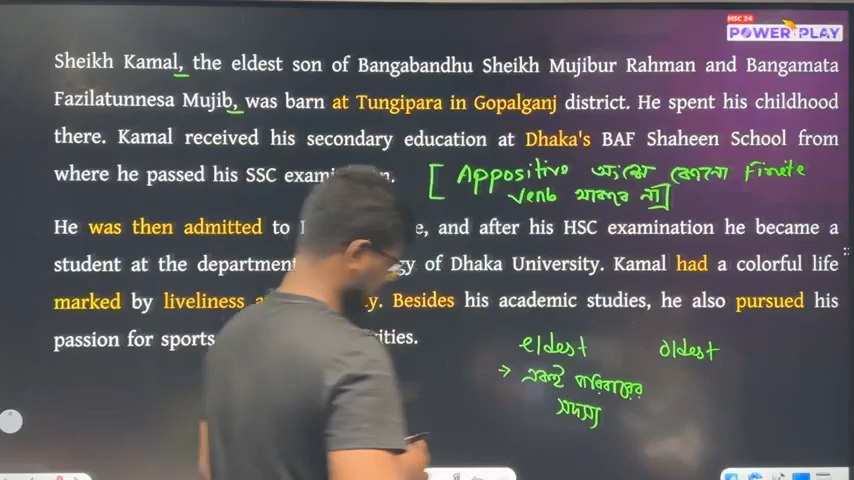 HSC 24
POWER PLAY
Sheikh Kamal, the eldest son of Bangabandhu Sheikh Mujibur Rahman and Bangamata
Fazilatunnesa Mujib, was barn at Tungipara in Gopalganj district. He spent his childhood
there. Kamal received his secondary education at Dhaka's BAF Shaheen School from
where he passed his SSC
[Appositive অংশে কোনো Finite
verb থাকবে না]
He was then admitted to and after his HSC examination he became a
student at the department of Dhaka University. Kamal had a colorful life
marked by liveliness Besides his academic studies, he also pursued his
passion for sports
eldest oldest
→ একই পরিবারের
সদস্য